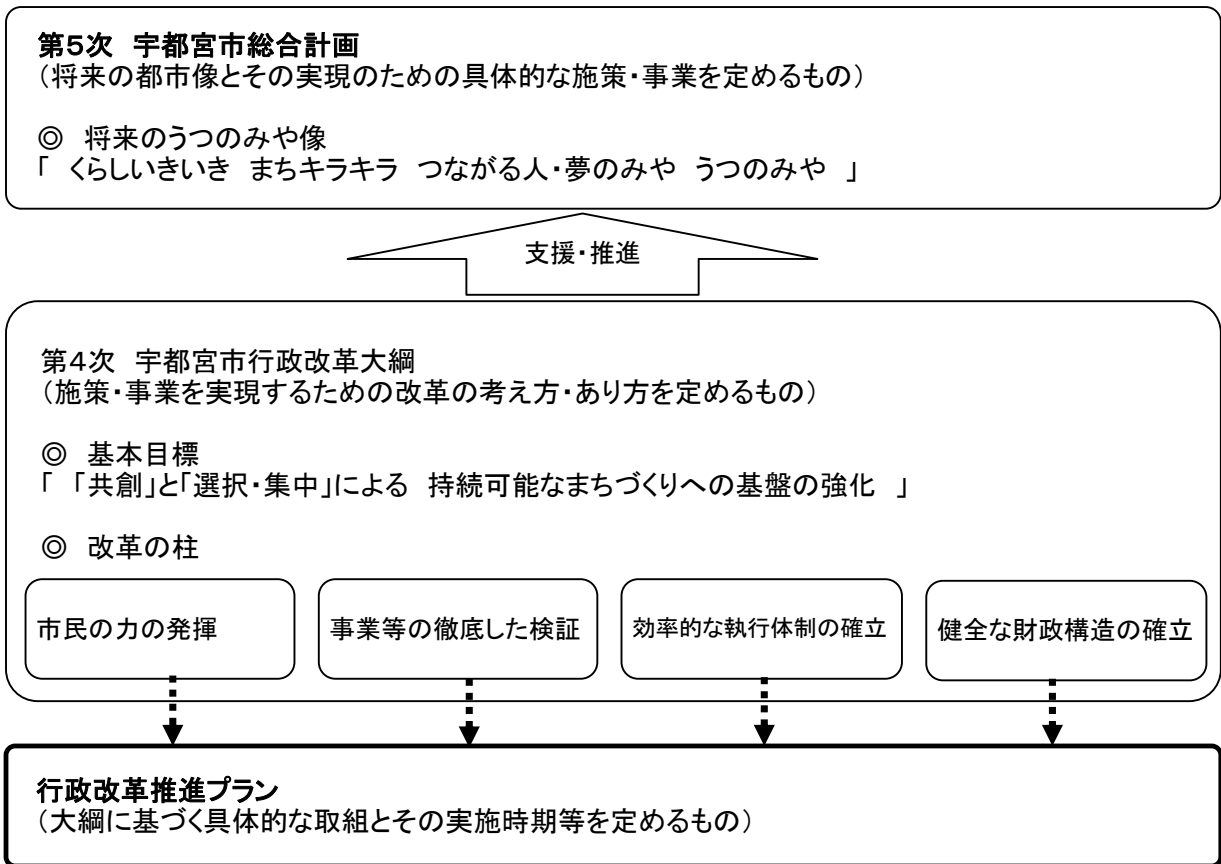 第5次 宇都宮市総合計画
（将来の都市像とその実現のための具体的な施策・事業を定めるもの）
◎ 将来のうつのみや像
「 くらしいきいき まちキラキラ つながる人・夢のみや うつのみや 」
支援・推進
第4次 宇都宮市行政改革大綱
（施策・事業を実現するための改革の考え方・あり方を定めるもの）
◎ 基本目標
「 「共創」と「選択・集中」による 持続可能なまちづくりへの基盤の強化 」
◎ 改革の柱
市民の力の発揮
事業等の徹底した検証
効率的な執行体制の確立
健全な財政構造の確立
行政改革推進プラン
（大綱に基づく具体的な取組とその実施時期等を定めるもの）